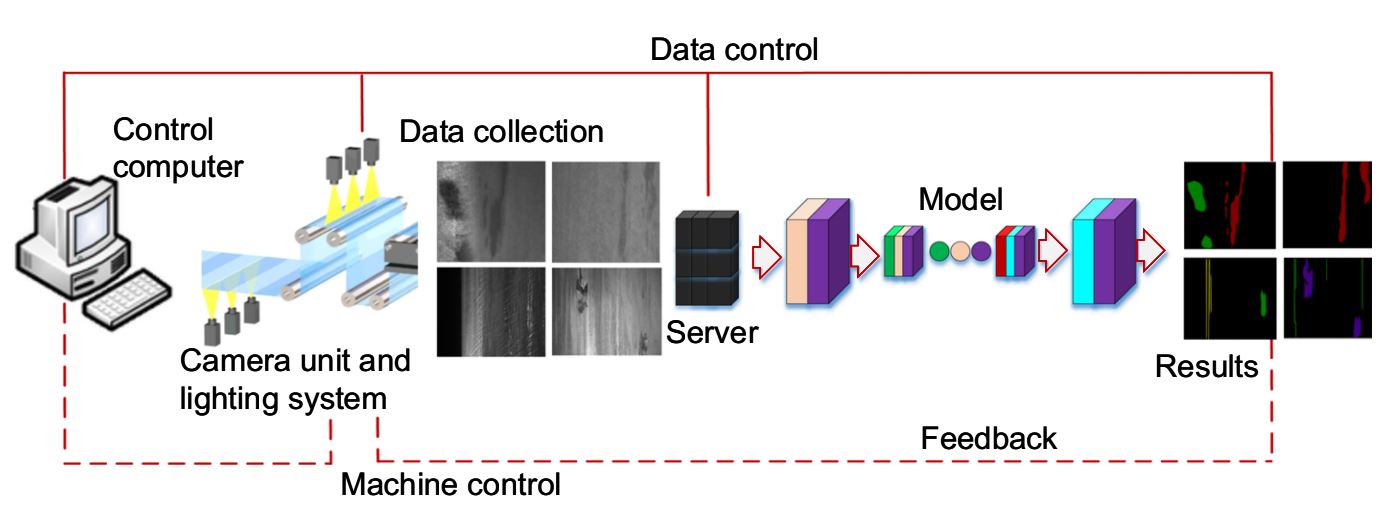 Data control
Control
computer
Data collection
Model
Server
Camera unit and
lighting system
Results
Feedback
Machine control